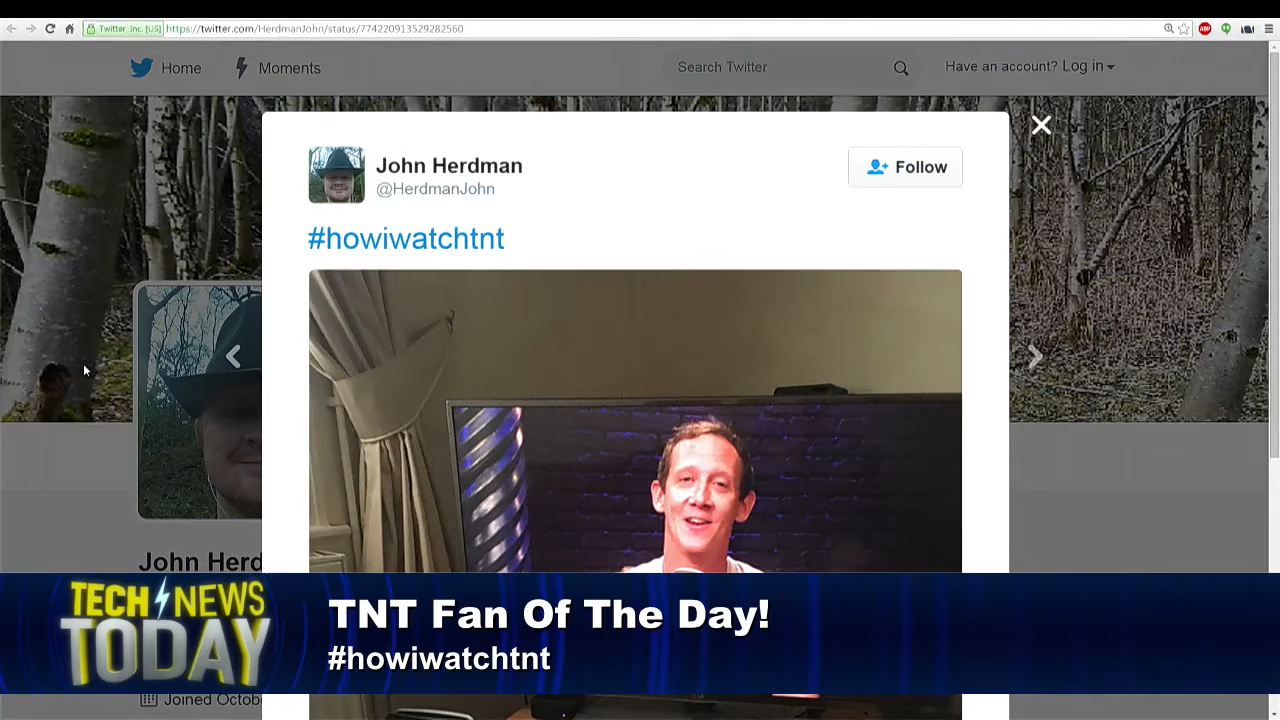 Twitter, Inc. [US] https://twitter.com/HerdmanJohn/status/774220913529282560
Home Moments Search Twitter Have an account? Log in
John Herdman
@HerdmanJohn
Follow
#howiwatchtnt
John Herd
TECH NEWS
TODAY
TNT Fan Of The Day!
#howiwatchtnt
Joined Octob
ABP